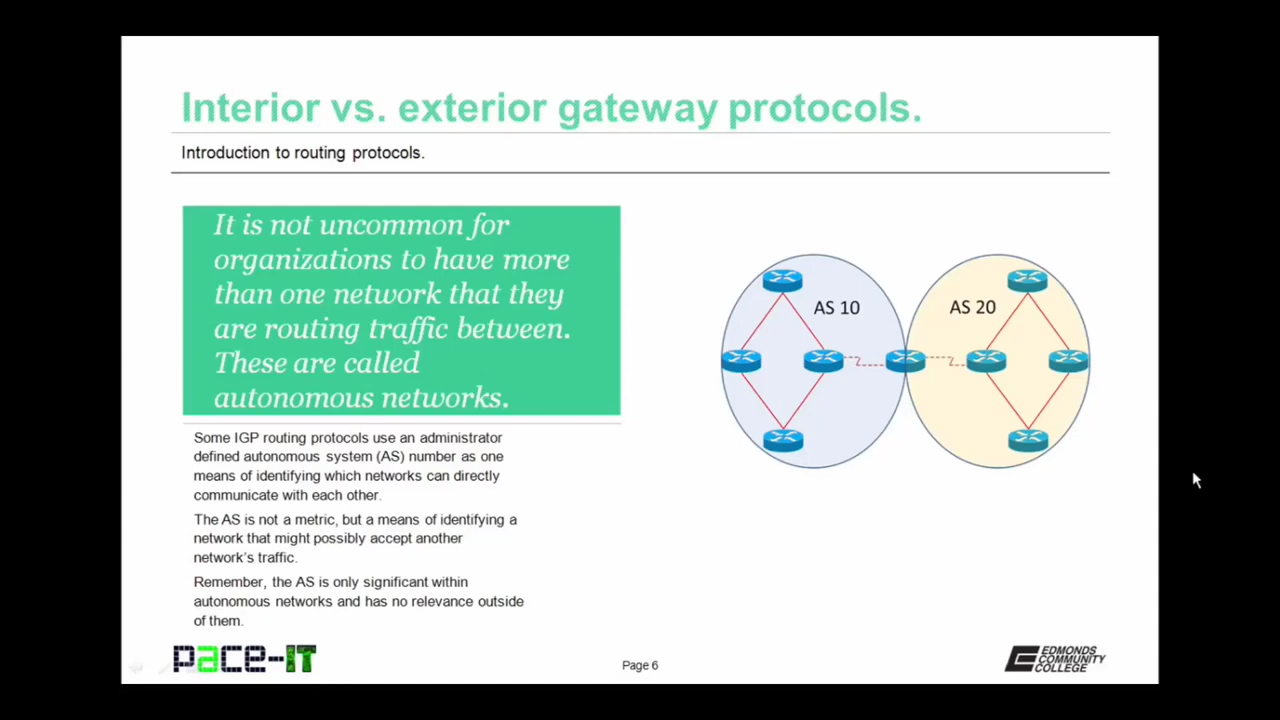 Interior vs. exterior gateway protocols.
Introduction to routing protocols.
It is not uncommon for
organizations to have more
than one network that they
are routing traffic between.
These are called
autonomous networks.
Some IGP routing protocols use an administrator
defined autonomous system (AS) number as one
means of identifying which networks can directly
communicate with each other.
The AS is not a metric, but a means of identifying a
network that might possibly accept another
network's traffic.
Remember, the AS is only significant within
autonomous networks and has no relevance outside
of them.
AS 10
AS 20
pace-IT
Page 6
EDMONDS
COMMUNITY
COLLEGE